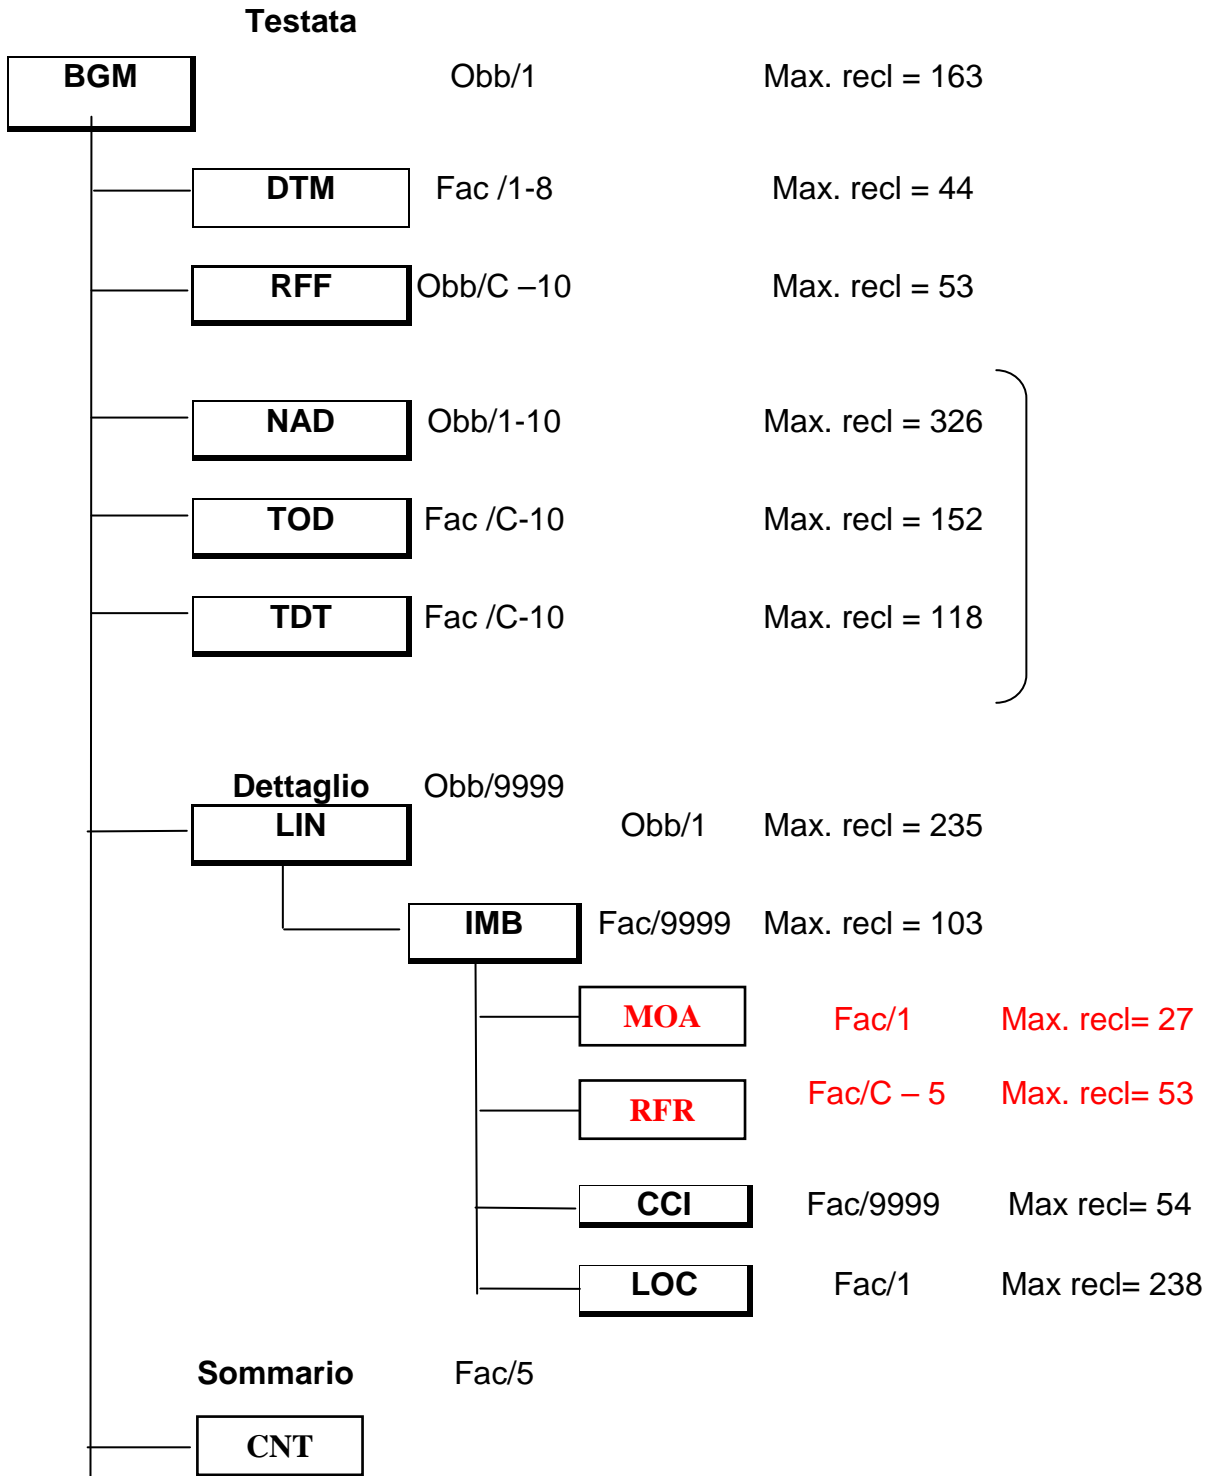 Testata
BGM Obb/1 Max. recl = 163
DTM Fac /1-8 Max. recl = 44
RFF Obb/C –10 Max. recl = 53
NAD Obb/1-10 Max. recl = 326
TOD Fac /C-10 Max. recl = 152
TDT Fac /C-10 Max. recl = 118
Dettaglio Obb/9999
LIN Obb/1 Max. recl = 235
IMB Fac/9999 Max. recl = 103
MOA Fac/1 Max. recl= 27
RFR Fac/C – 5 Max. recl= 53
CCI Fac/9999 Max recl= 54
LOC Fac/1 Max recl= 238
Sommario Fac/5
CNT